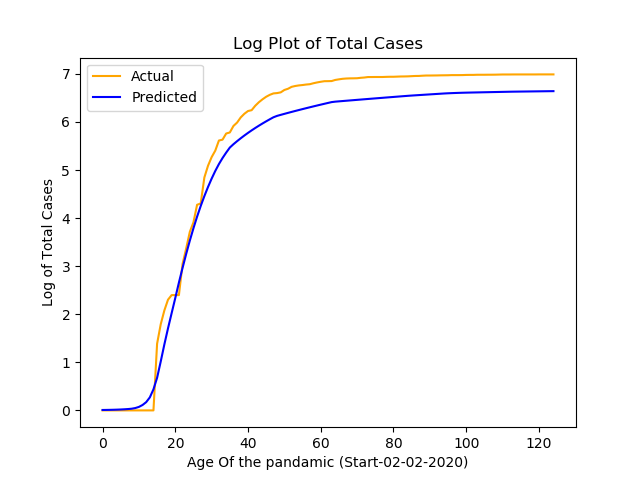 Log Plot of Total Cases
Actual
Predicted
Log of Total Cases
7
6
5
4
3
2
1
0
0 20 40 60 80 100 120
Age Of the pandamic (Start-02-02-2020)